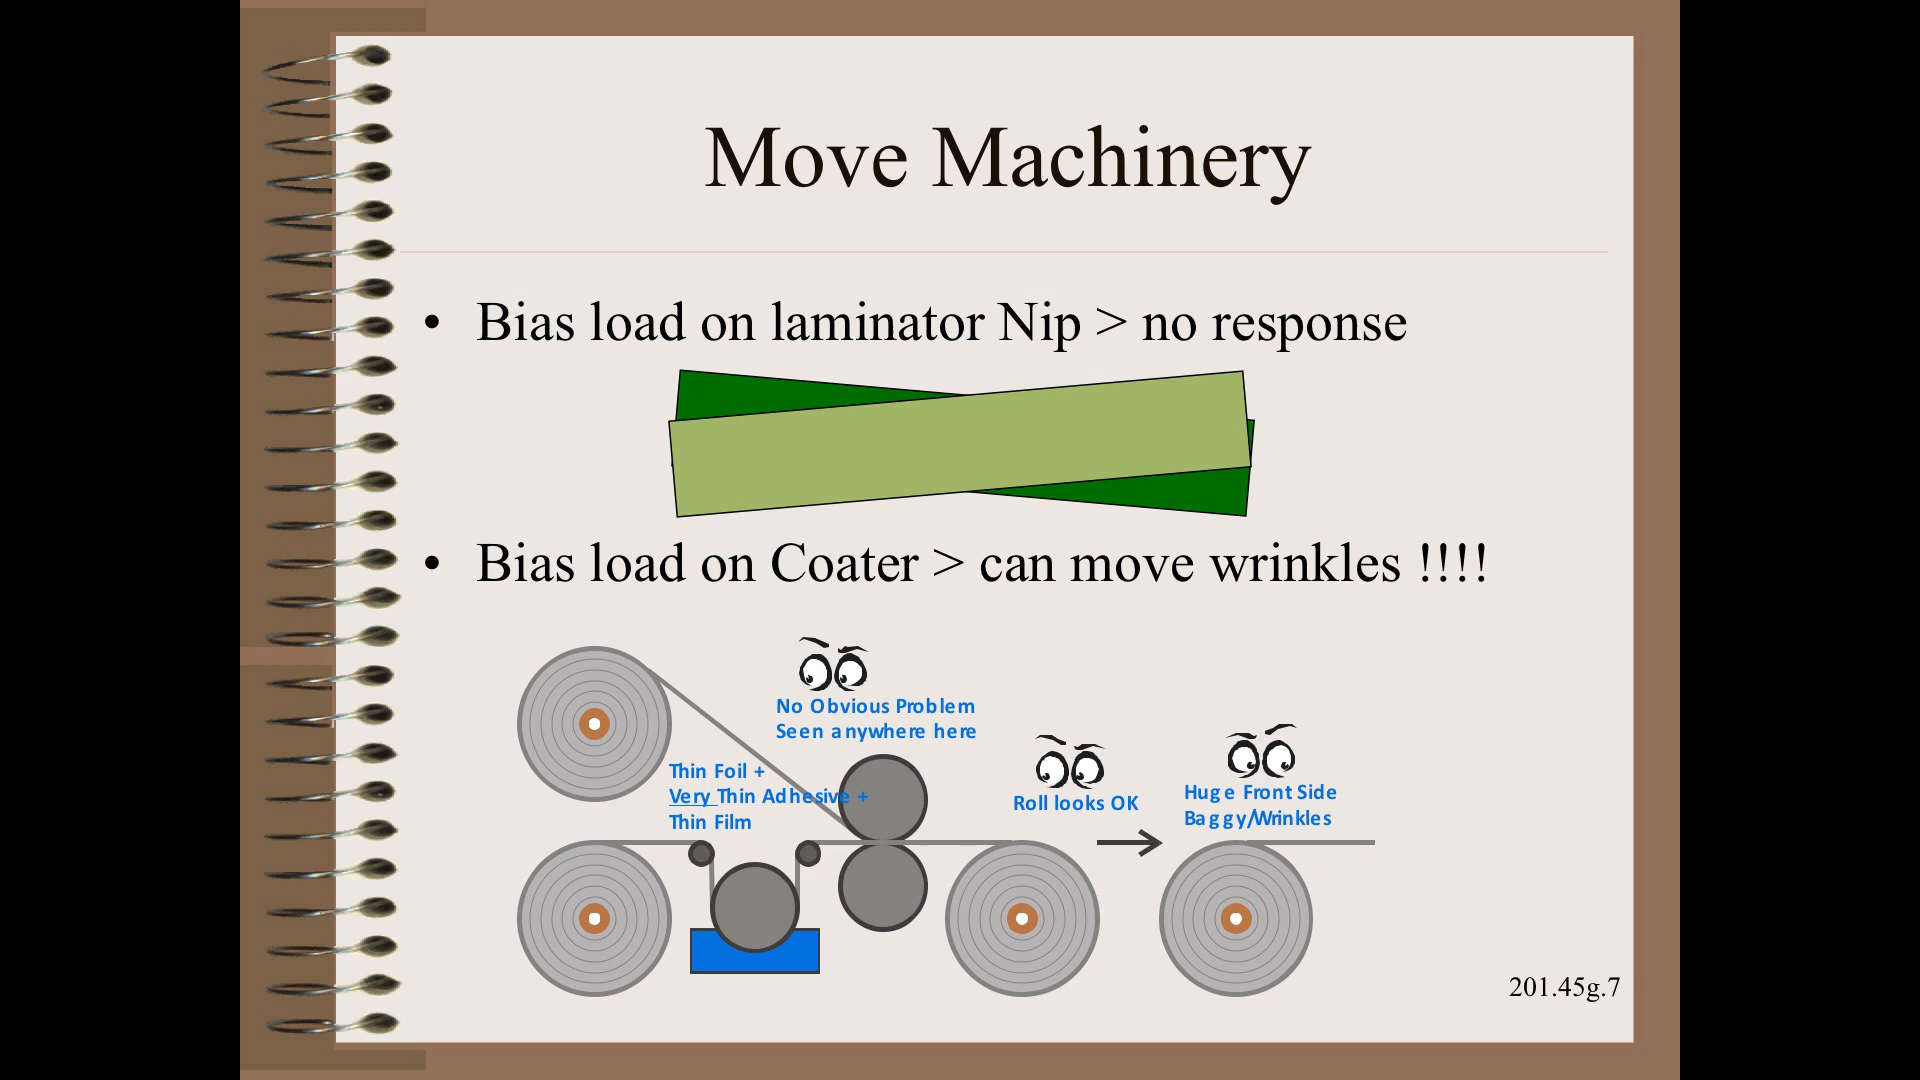 Move Machinery
• Bias load on laminator Nip > no response
• Bias load on Coater > can move wrinkles !!!!
No Obvious Problem
Seen anywhere here
Thin Foil +
Very Thin Adhesive +
Thin Film
Roll looks OK
Huge Front Side
Baggy/Wrinkles
201.45g.7